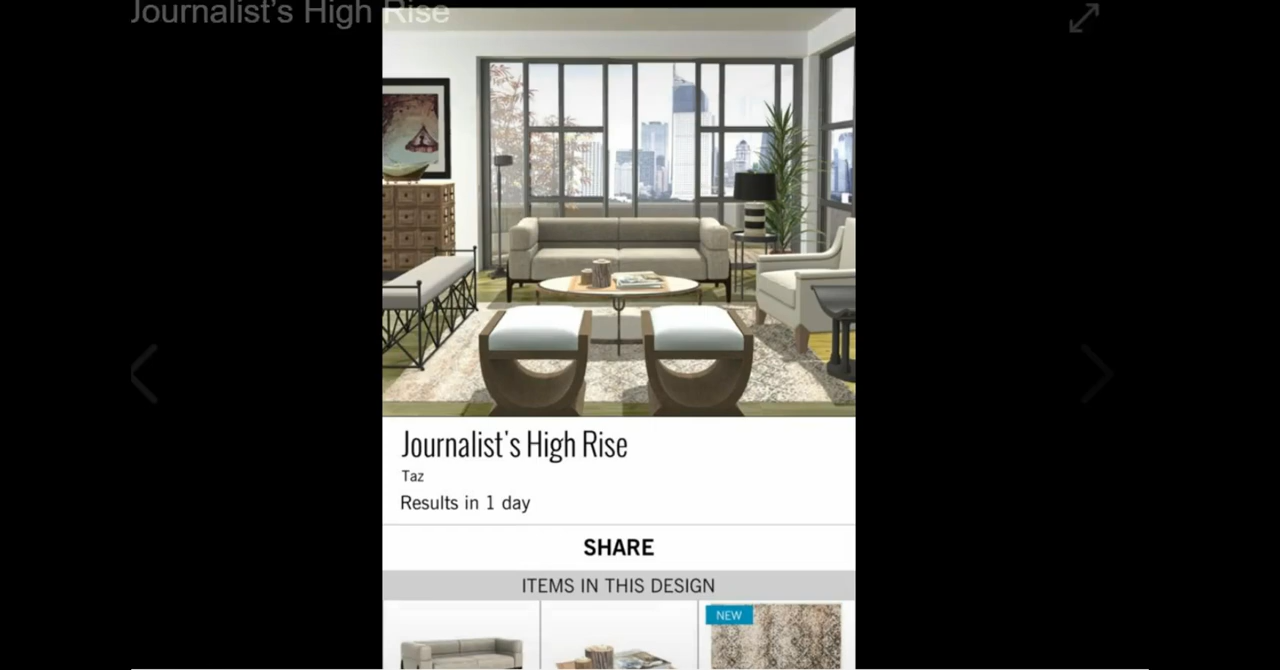 Journalist’s High Rise
Journalist's High Rise
Taz
Results in 1 day
SHARE
ITEMS IN THIS DESIGN
NEW